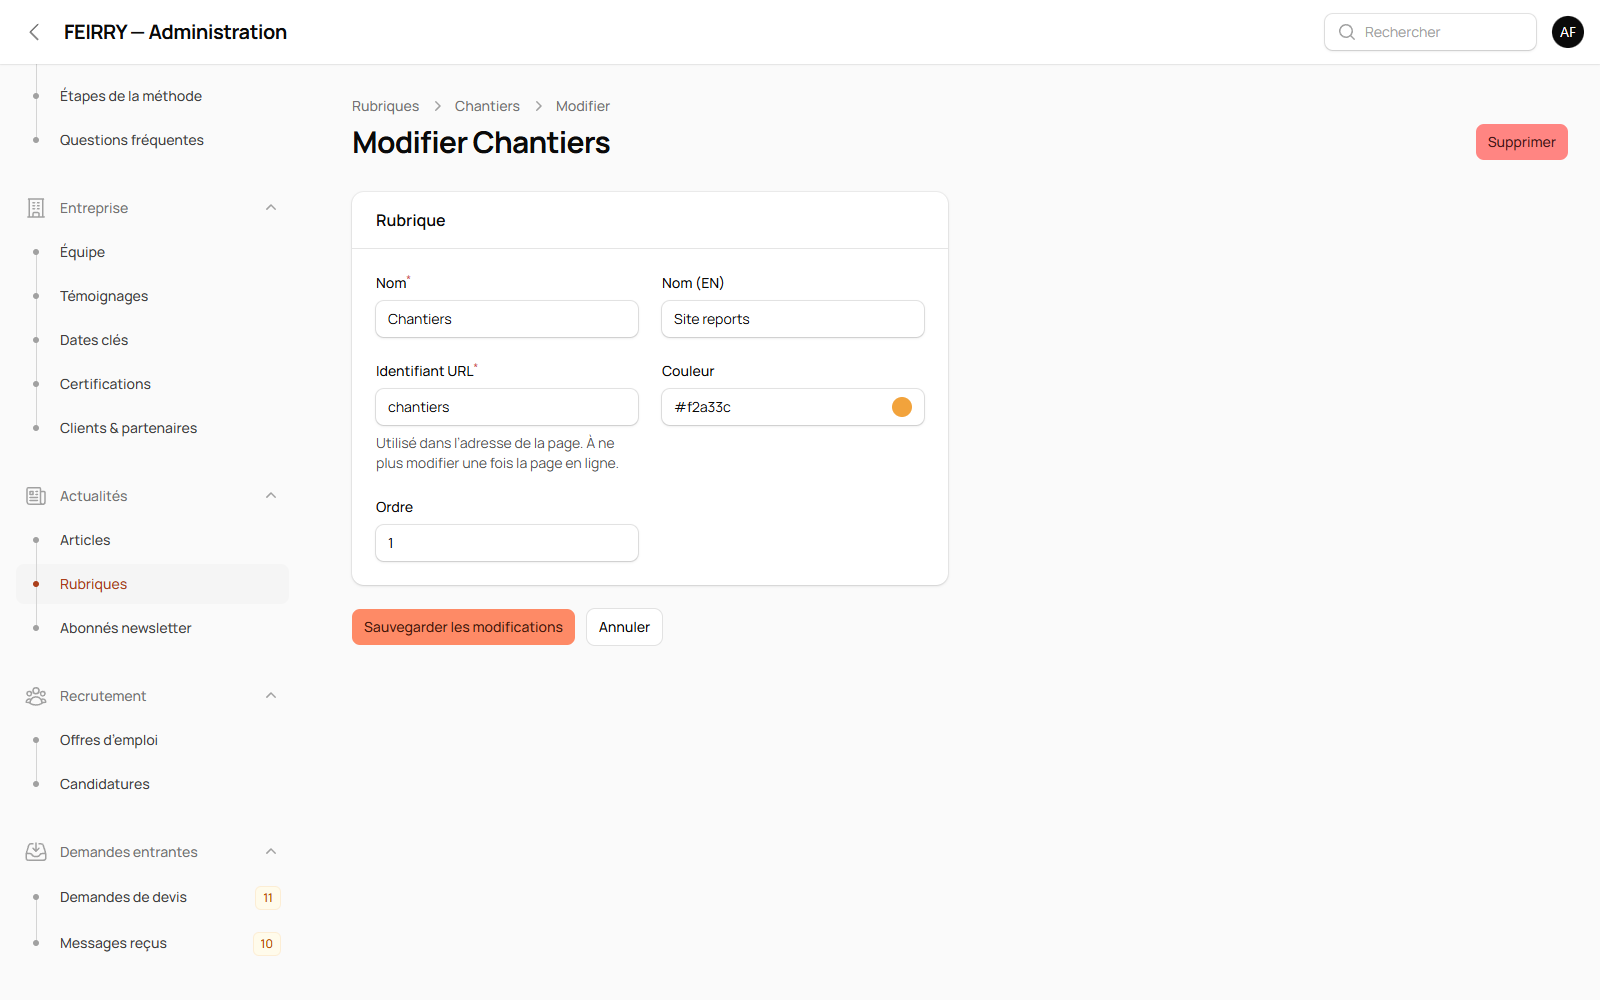 FEIRRY — Administration
Rechercher
AF
Étapes de la méthode
Questions fréquentes
Entreprise
Équipe
Témoignages
Dates clés
Certifications
Clients & partenaires
Actualités
Articles
Rubriques
Abonnés newsletter
Recrutement
Offres d'emploi
Candidatures
Demandes entrantes
Demandes de devis 11
Messages reçus 10
Rubriques > Chantiers > Modifier
Modifier Chantiers
Supprimer
Rubrique
Nom*
Chantiers
Nom (EN)
Site reports
Identifiant URL*
chantiers
Utilisé dans l'adresse de la page. À ne
plus modifier une fois la page en ligne.
Couleur
#f2a33c
Ordre
1
Sauvegarder les modifications
Annuler